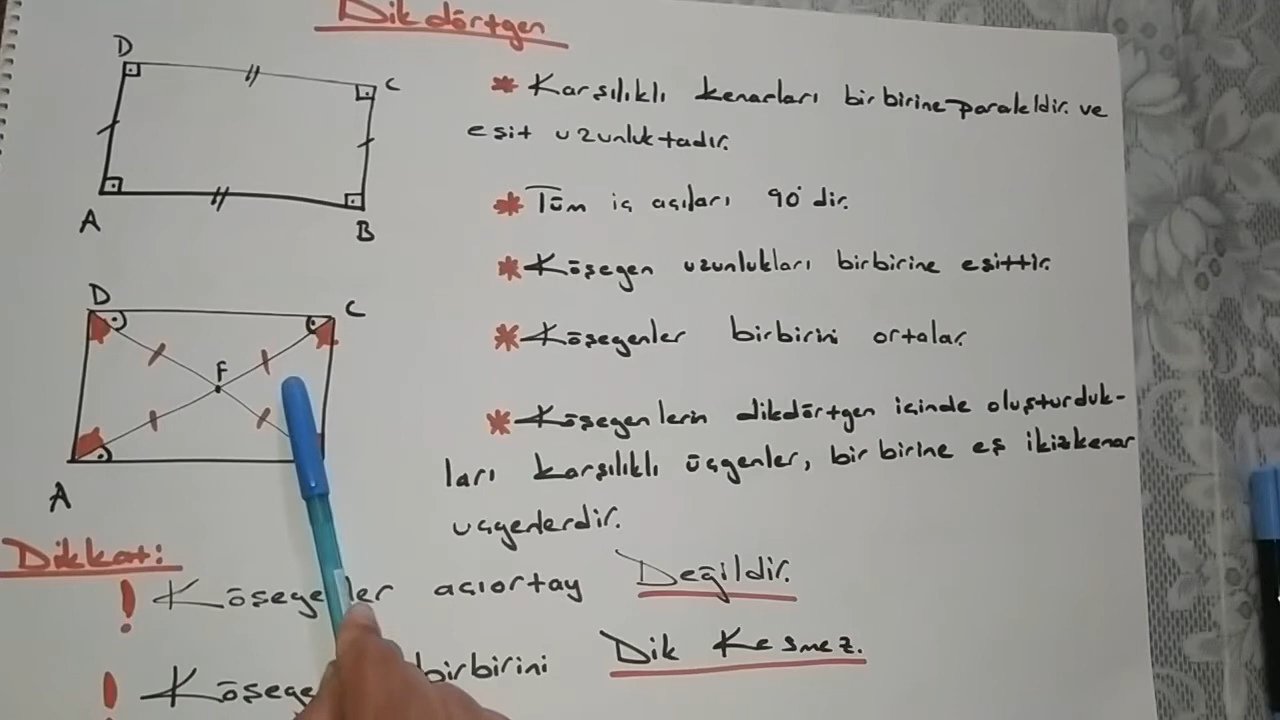 Dikdörtgen
D
C
A
B
* Karşılıklı kenarları birbirine paraleldir. ve
eşit uzunluktadır.
* Tüm iç açıları 90° dir.
* Köşegen uzunlukları birbirine eşittir.
* Köşegenler birbirini ortalar.
D
C
F
A
* Köşegenlerin dikdörtgen içinde oluşturduk-
ları karşılıklı üçgenler, birbirine eş ikizkenar
üçgenlerdir.
Dikkat:
! Köşegenler açıortay Değildir.
! birbirini Dik Kesmez.